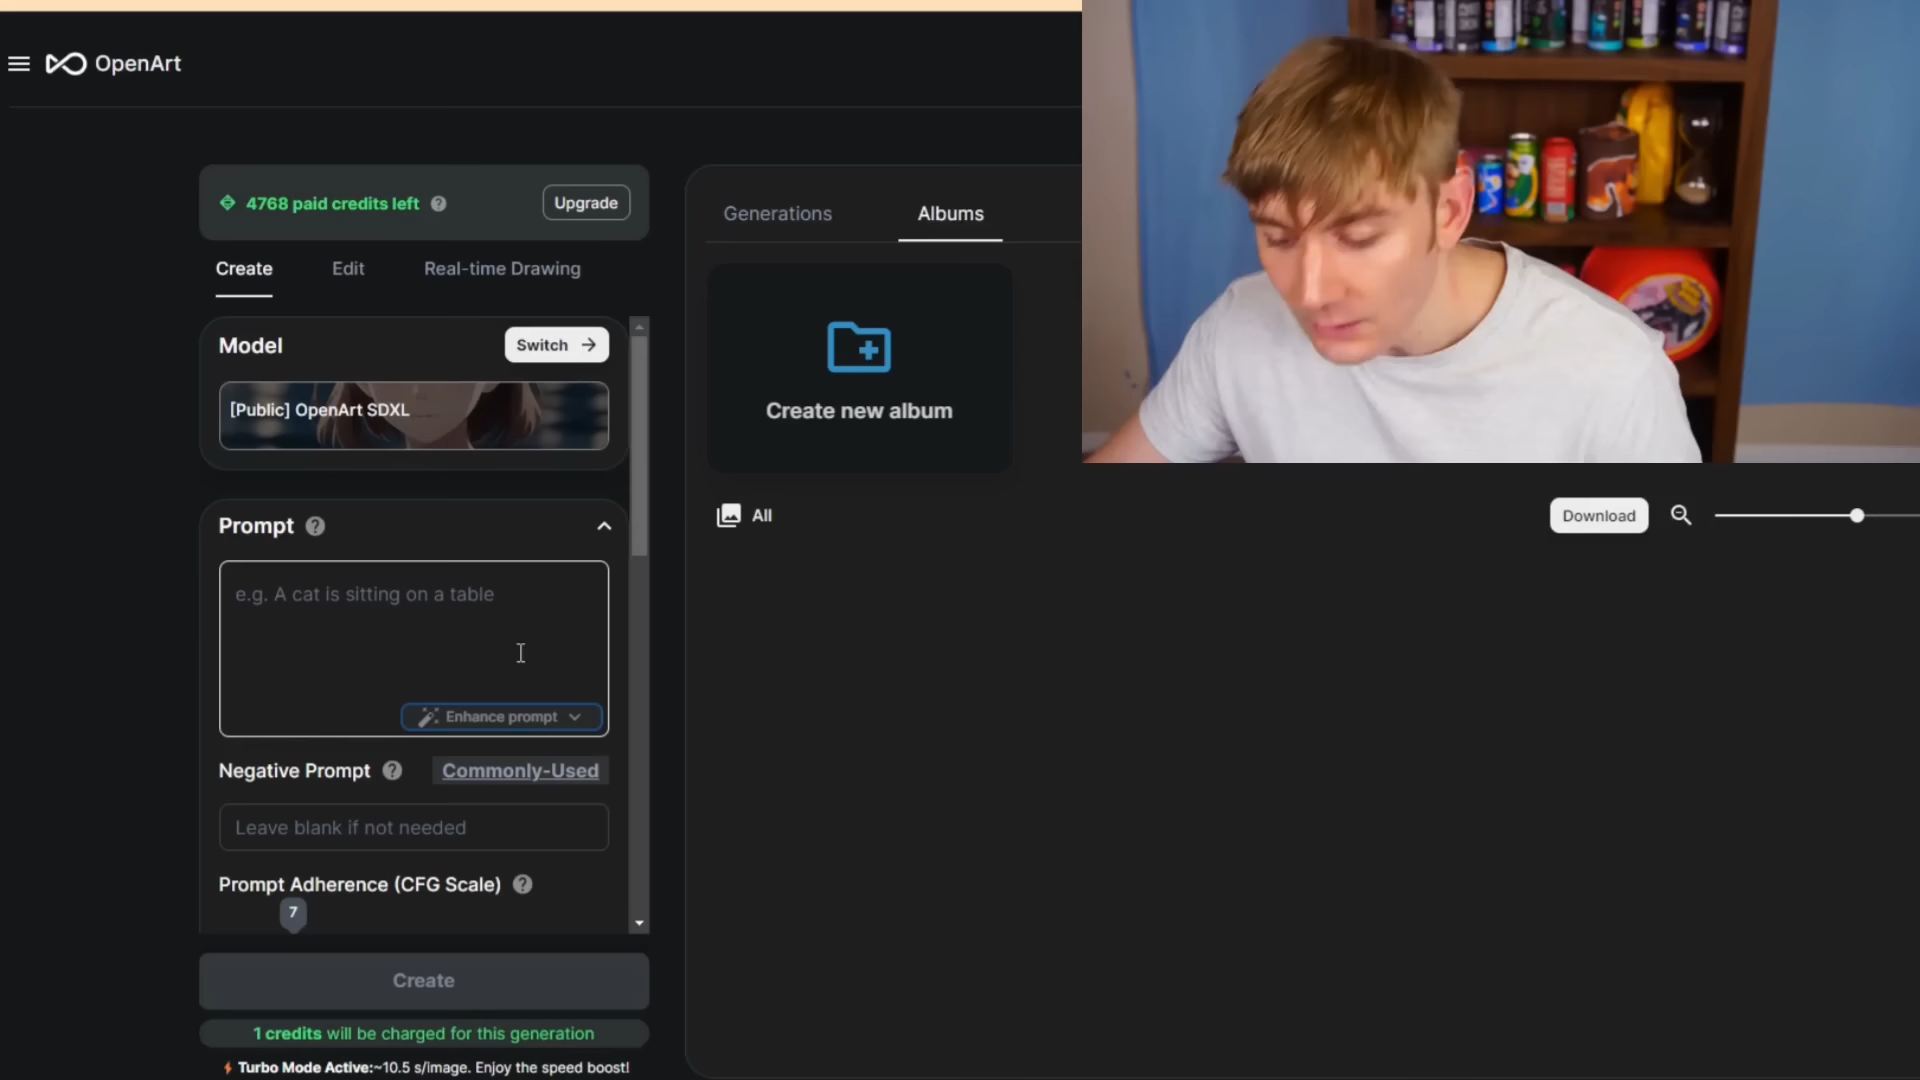 OpenArt
4768 paid credits left
Upgrade
Create
Edit
Real-time Drawing
Model
Switch →
[Public] OpenArt SDXL
Prompt
e.g. A cat is sitting on a table
Enhance prompt
Negative Prompt
Commonly-Used
Leave blank if not needed
Prompt Adherence (CFG Scale)
7
Create
1 credits will be charged for this generation
Turbo Mode Active:~10.5 s/image. Enjoy the speed boost!
Generations
Albums
Create new album
All
Download